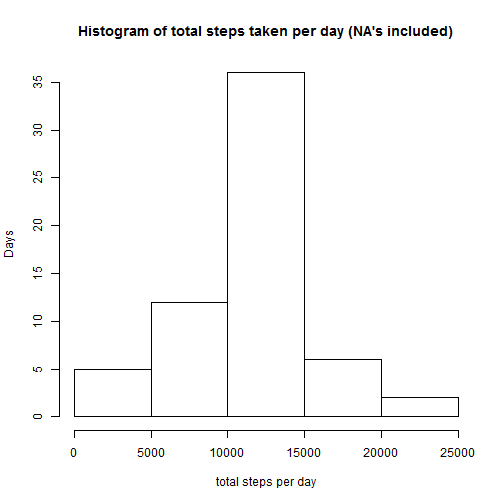 Histogram of total steps taken per day (NA's included)
Days
35
30
25
20
15
10
5
0
0 5000 10000 15000 20000 25000
total steps per day